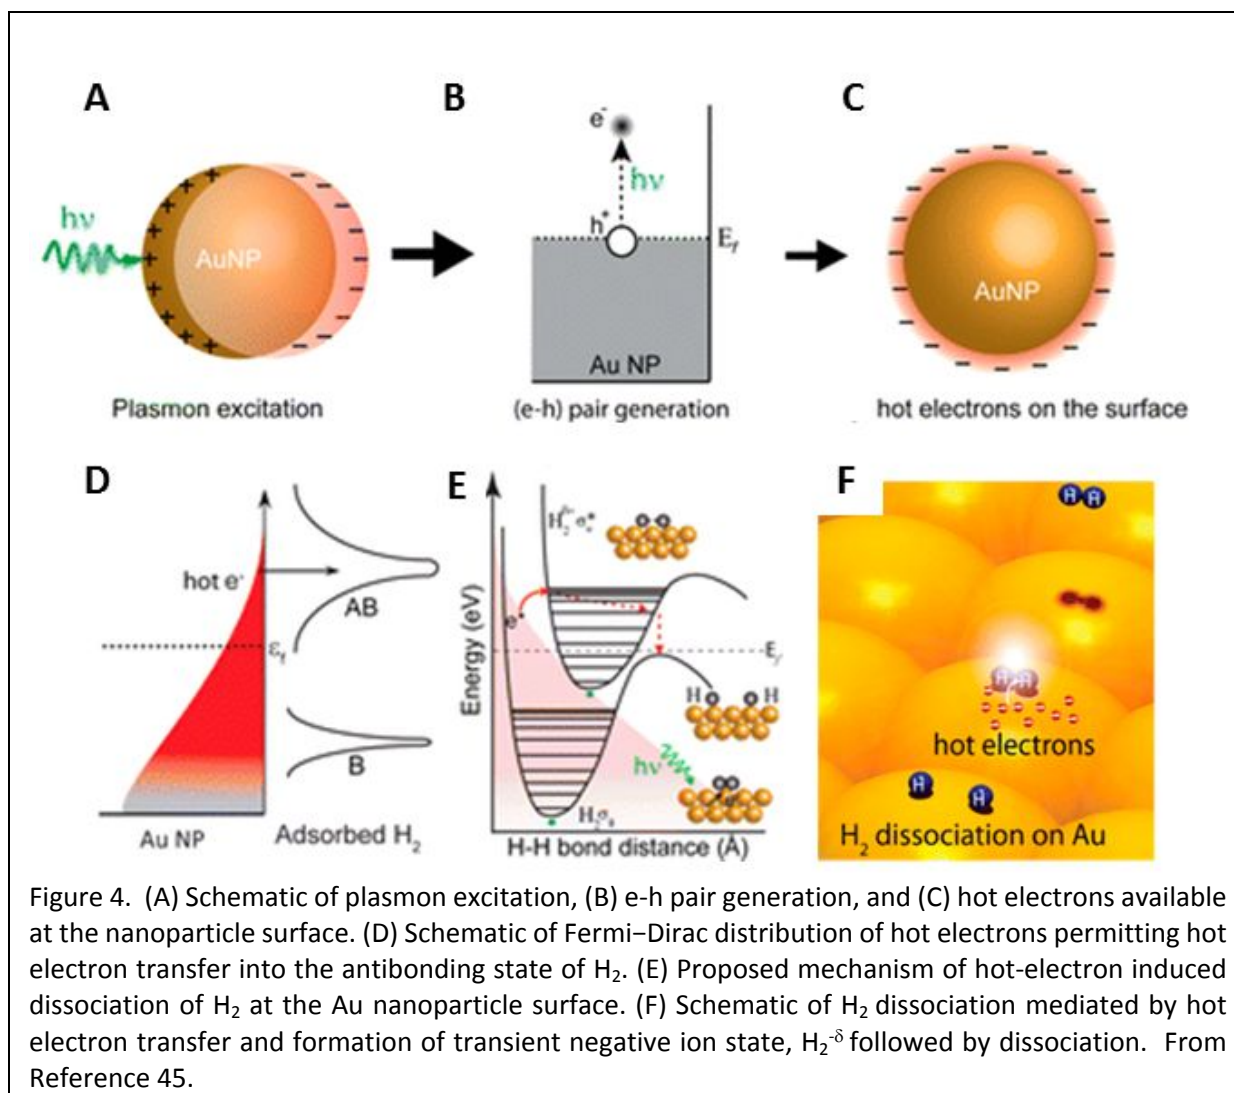 A
B
C
hν
AuNP
+ + + + + + + + + + +
− − − − − − − − −
Plasmon excitation
e-
hν
h+
Ef
Au NP
(e-h) pair generation
AuNP
hot electrons on the surface
D
E
F
hot e-
AB
εf
B
Au NP
Adsorbed H2
Energy (eV)
e-
Ef
H H
hν
H2σg
H-H bond distance (Å)
H H
H H
hot electrons
H H
H2 dissociation on Au
Figure 4. (A) Schematic of plasmon excitation, (B) e-h pair generation, and (C) hot electrons available
at the nanoparticle surface. (D) Schematic of Fermi−Dirac distribution of hot electrons permitting hot
electron transfer into the antibonding state of H2. (E) Proposed mechanism of hot-electron induced
dissociation of H2 at the Au nanoparticle surface. (F) Schematic of H2 dissociation mediated by hot
electron transfer and formation of transient negative ion state, H2-δ followed by dissociation. From
Reference 45.